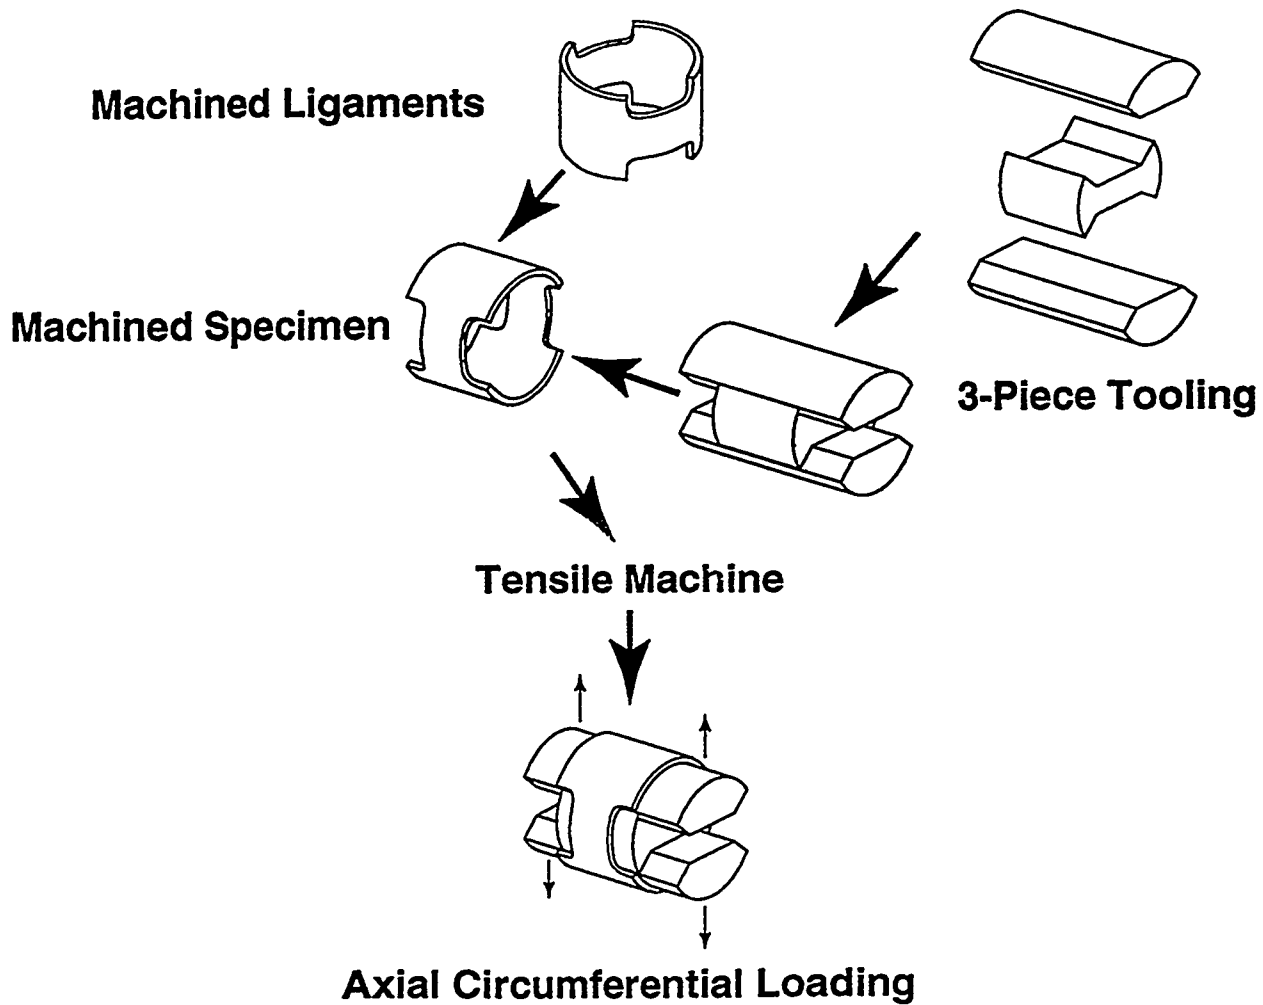 Machined Ligaments
Machined Specimen
3-Piece Tooling
Tensile Machine
Axial Circumferential Loading